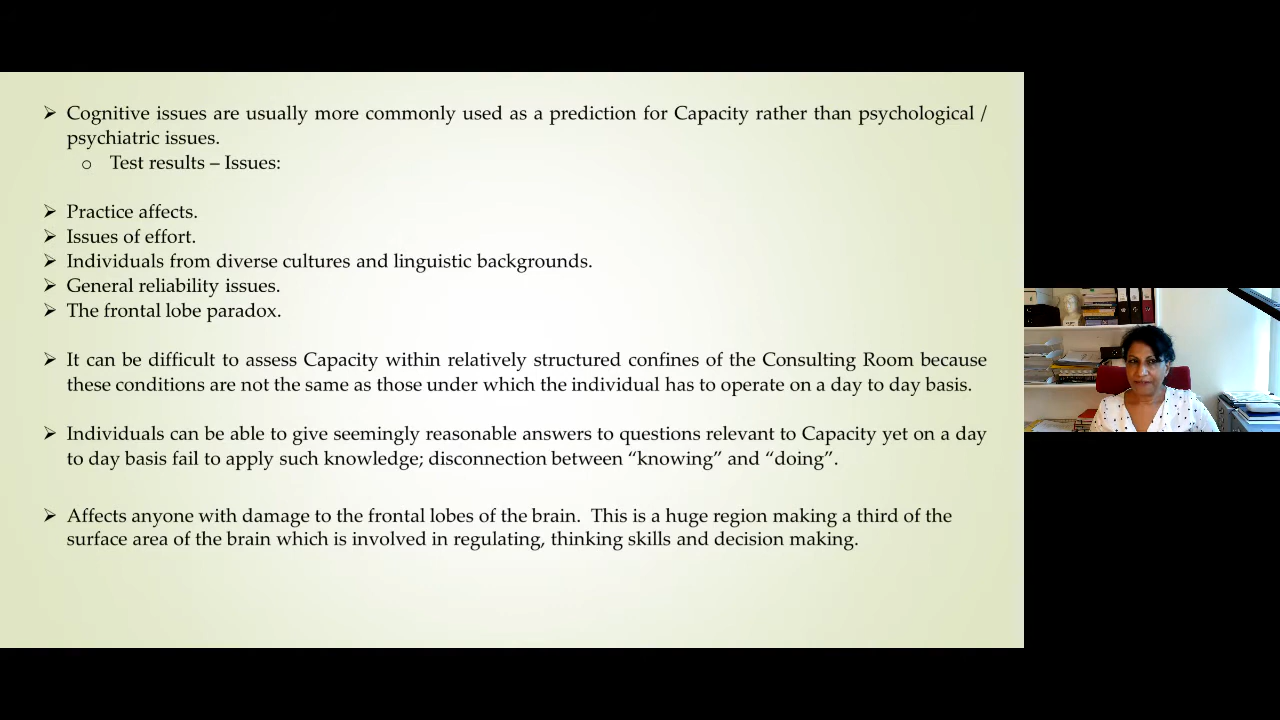 ➢ Cognitive issues are usually more commonly used as a prediction for Capacity rather than psychological /
psychiatric issues.
o Test results – Issues:
➢ Practice affects.
➢ Issues of effort.
➢ Individuals from diverse cultures and linguistic backgrounds.
➢ General reliability issues.
➢ The frontal lobe paradox.
➢ It can be difficult to assess Capacity within relatively structured confines of the Consulting Room because
these conditions are not the same as those under which the individual has to operate on a day to day basis.
➢ Individuals can be able to give seemingly reasonable answers to questions relevant to Capacity yet on a day
to day basis fail to apply such knowledge; disconnection between “knowing” and “doing”.
➢ Affects anyone with damage to the frontal lobes of the brain. This is a huge region making a third of the
surface area of the brain which is involved in regulating, thinking skills and decision making.